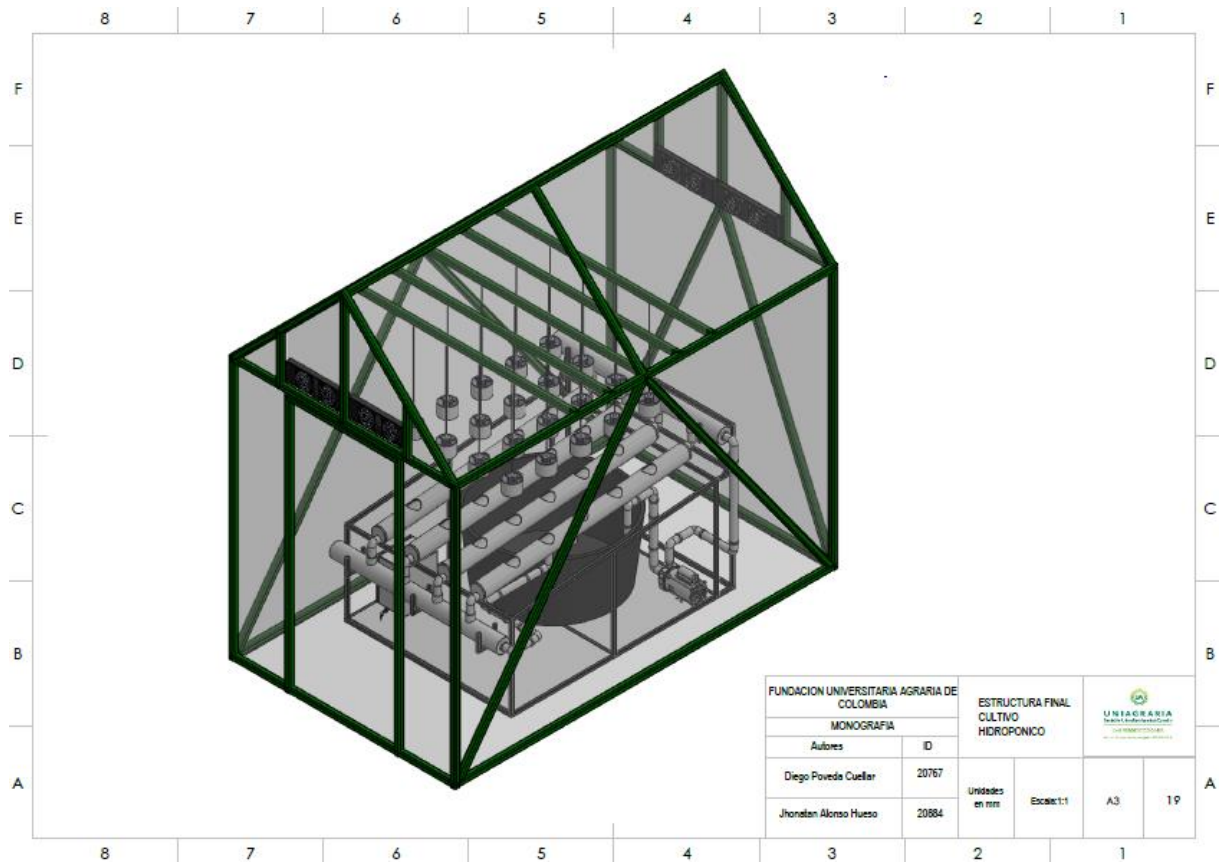 8 7 6 5 4 3 2 1
F F
E E
D D
C C
B B
A A
FUNDACION UNIVERSITARIA AGRARIA DE
COLOMBIA
MONOGRAFIA
Autores ID
Diego Poveda Cuellar 20767
Jhonatan Alonso Hueso 20884
ESTRUCTURA FINAL
CULTIVO
HIDROPONICO
UNIAGRARIA
Unidades
en mm
Escala:1:1
A3
19
8 7 6 5 4 3 2 1